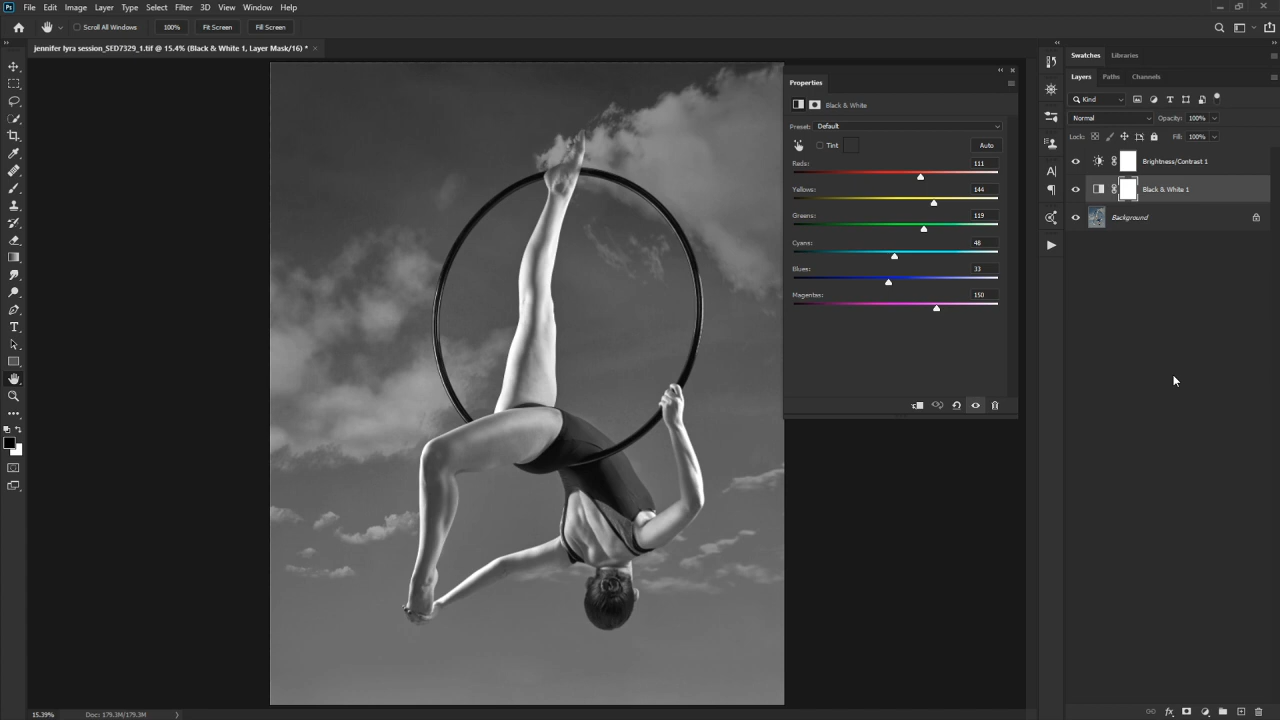 Ps File Edit Image Layer Type Select Filter 3D View Window Help
Scroll All Windows 100% Fit Screen Fill Screen
jennifer lyra session_SED7329_1.tif @ 15.4% (Black & White 1, Layer Mask/16) * ×
Properties
Black & White
Preset: Default
Tint Auto
Reds: 111
Yellows: 144
Greens: 119
Cyans: 48
Blues: 33
Magentas: 150
Swatches Libraries
Layers Paths Channels
Kind
Normal Opacity: 100%
Lock: Fill: 100%
Brightness/Contrast 1
Black & White 1
Background
15.39% Doc: 179.3M/179.3M